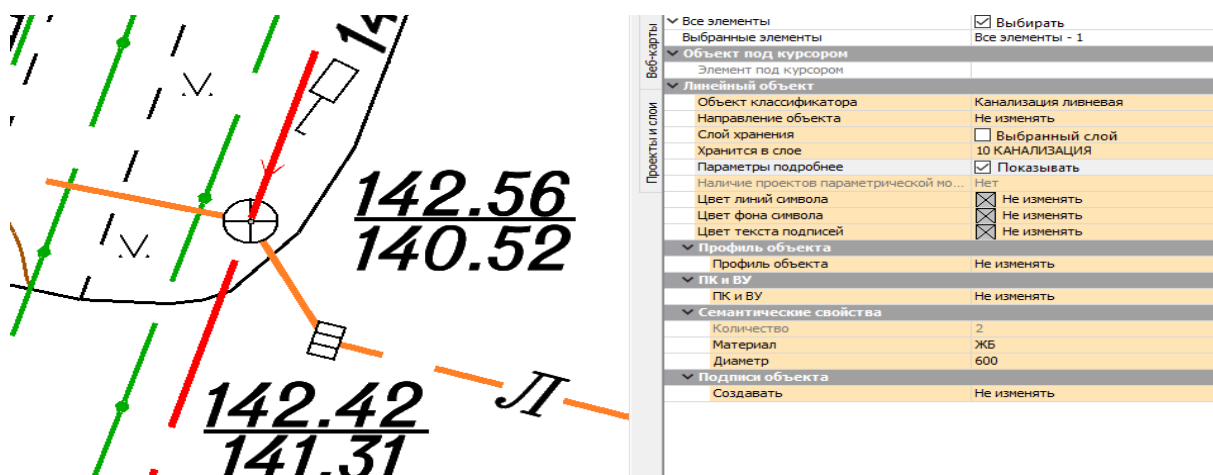 14
142.56
140.52
Л
142.42
141.31
Веб-карты
Проекты и слои
Все элементы Выбирать
Выбранные элементы Все элементы - 1
Объект под курсором
Элемент под курсором
Линейный объект
Объект классификатора Канализация ливневая
Направление объекта Не изменять
Слой хранения Выбранный слой
Хранится в слое 10 КАНАЛИЗАЦИЯ
Параметры подробнее Показывать
Наличие проектов параметрической мо... Нет
Цвет линий символа Не изменять
Цвет фона символа Не изменять
Цвет текста подписей Не изменять
Профиль объекта
Профиль объекта Не изменять
ПК и ВУ
ПК и ВУ Не изменять
Семантические свойства
Количество 2
Материал ЖБ
Диаметр 600
Подписи объекта
Создавать Не изменять